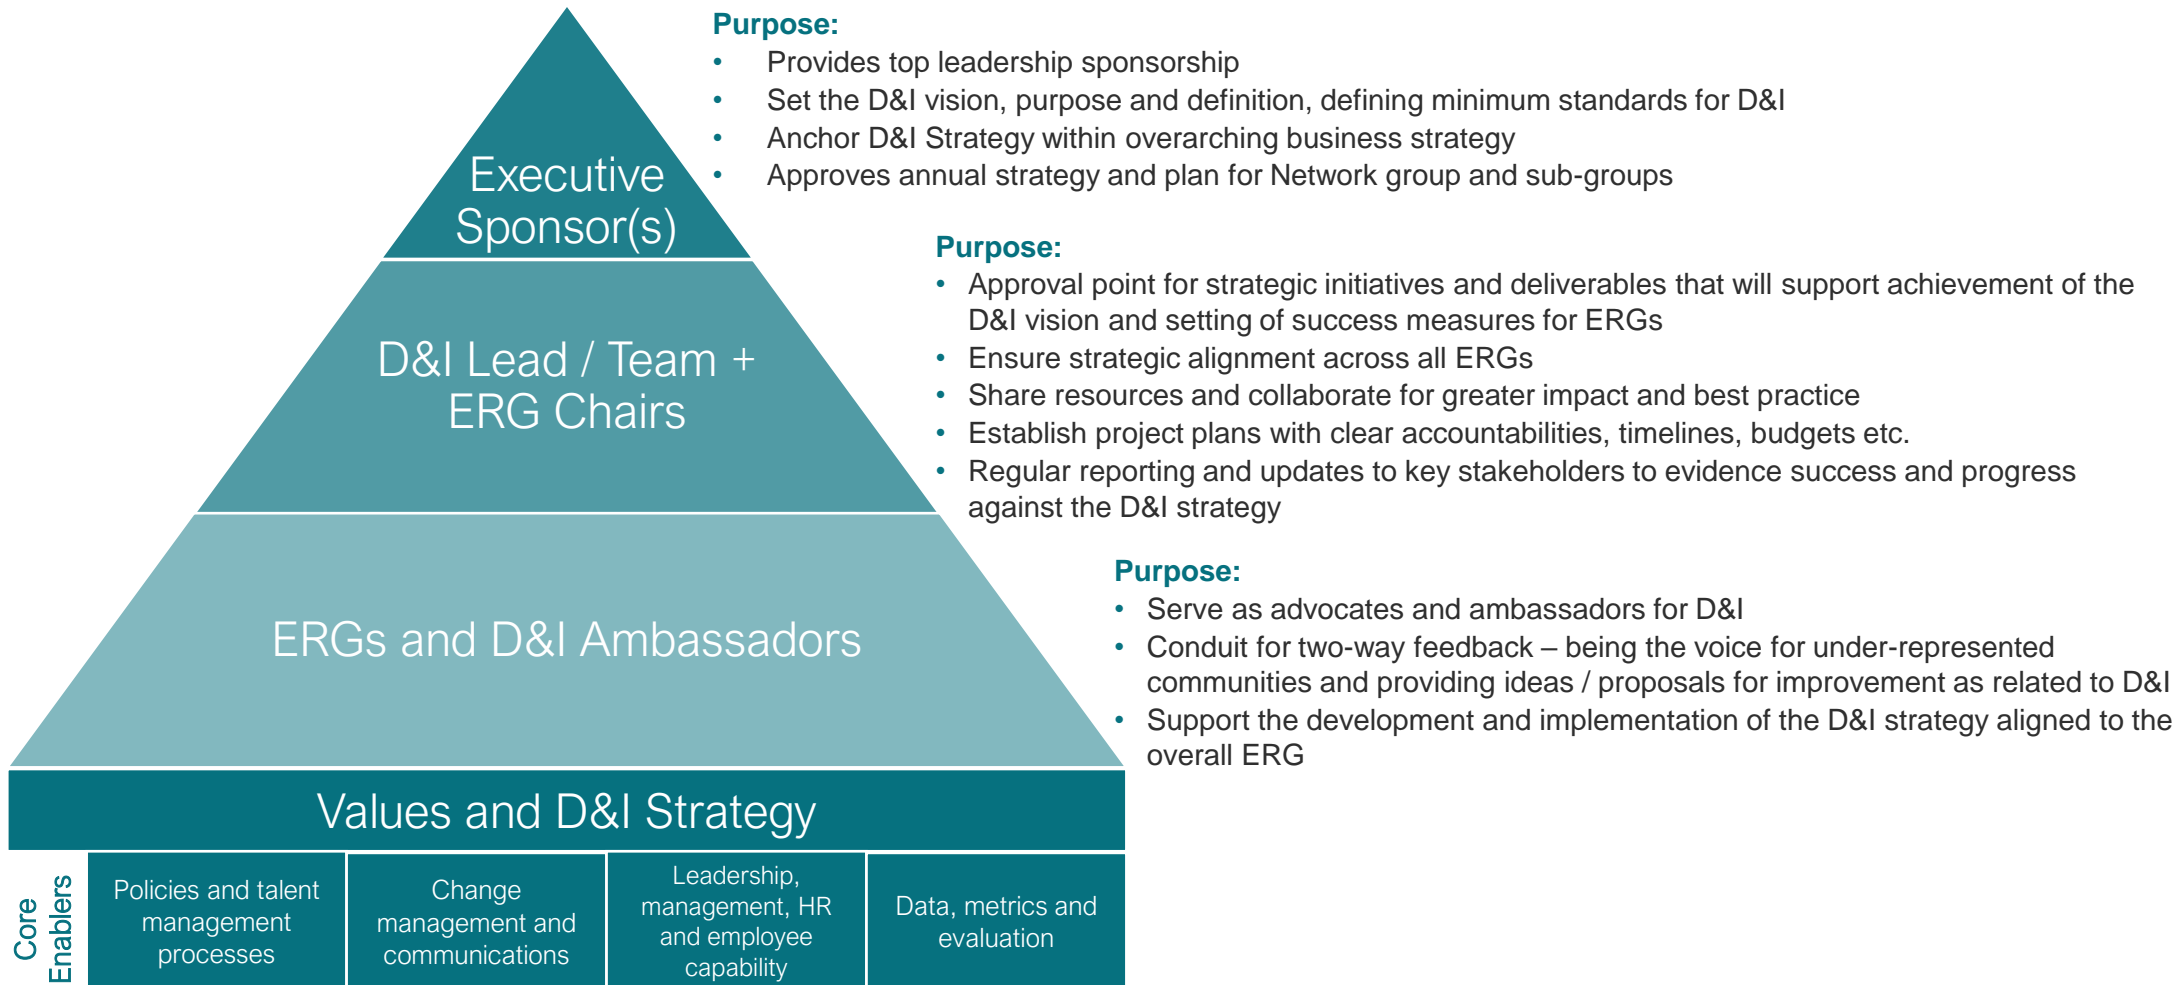 Purpose:
• Provides top leadership sponsorship
• Set the D&I vision, purpose and definition, defining minimum standards for D&I
• Anchor D&I Strategy within overarching business strategy
• Approves annual strategy and plan for Network group and sub-groups
Executive
Sponsor(s)
Purpose:
• Approval point for strategic initiatives and deliverables that will support achievement of the
D&I vision and setting of success measures for ERGs
• Ensure strategic alignment across all ERGs
• Share resources and collaborate for greater impact and best practice
• Establish project plans with clear accountabilities, timelines, budgets etc.
• Regular reporting and updates to key stakeholders to evidence success and progress
against the D&I strategy
D&I Lead / Team +
ERG Chairs
Purpose:
• Serve as advocates and ambassadors for D&I
• Conduit for two-way feedback – being the voice for under-represented
communities and providing ideas / proposals for improvement as related to D&I
• Support the development and implementation of the D&I strategy aligned to the
overall ERG
ERGs and D&I Ambassadors
Values and D&I Strategy
Core
Enablers
Policies and talent
management
processes
Change
management and
communications
Leadership,
management, HR
and employee
capability
Data, metrics and
evaluation